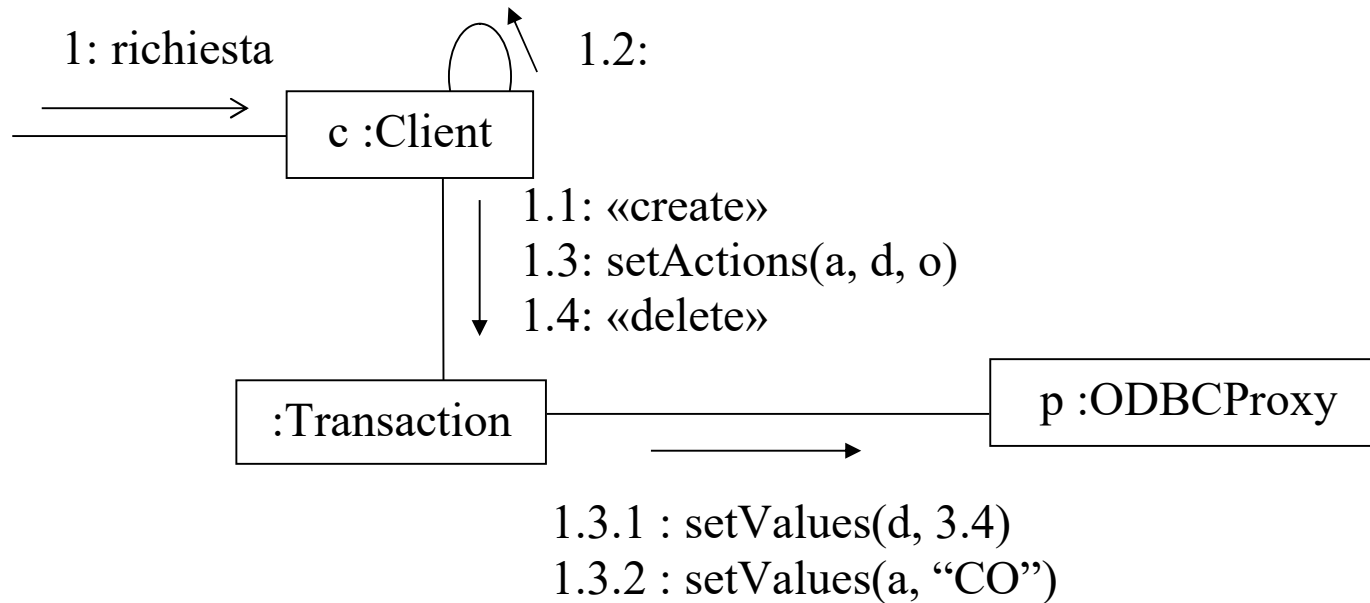 1: richiesta
1.2:
c :Client
1.1: «create»
1.3: setActions(a, d, o)
1.4: «delete»
:Transaction
p :ODBCProxy
1.3.1 : setValues(d, 3.4)
1.3.2 : setValues(a, “CO”)